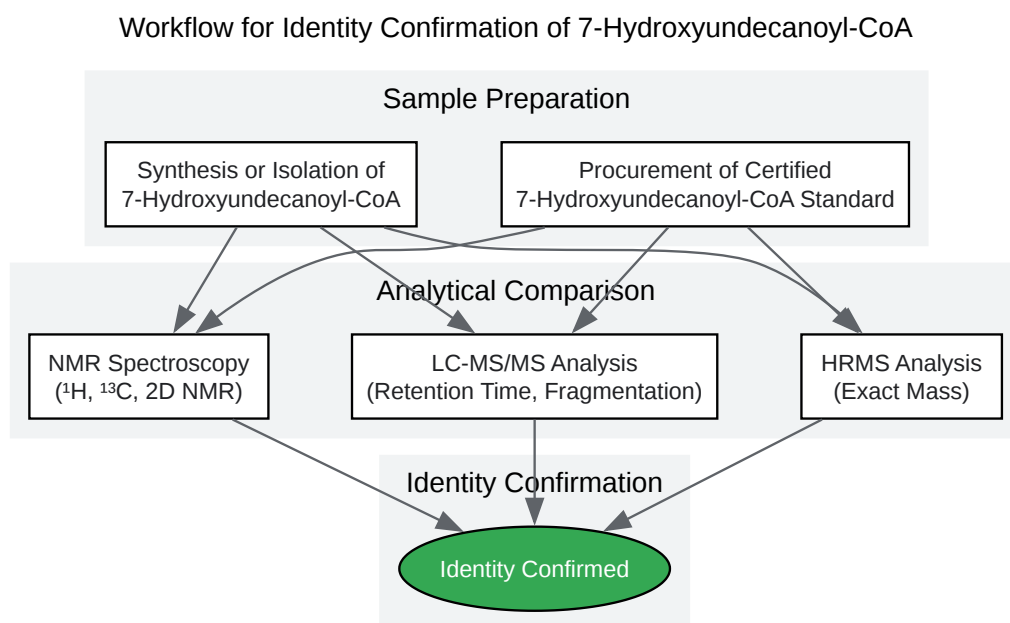 Workflow for Identity Confirmation of 7-Hydroxyundecanoyl-CoA
Sample Preparation
Synthesis or Isolation of
7-Hydroxyundecanoyl-CoA
Procurement of Certified
7-Hydroxyundecanoyl-CoA Standard
Analytical Comparison
NMR Spectroscopy
(¹H, ¹³C, 2D NMR)
LC-MS/MS Analysis
(Retention Time, Fragmentation)
HRMS Analysis
(Exact Mass)
Identity Confirmation
Identity Confirmed